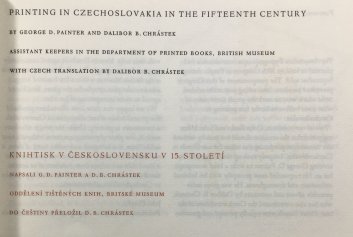 PRINTING IN CZECHOSLOVAKIA IN THE FIFTEENTH CENTURY
BY GEORGE D. PAINTER AND DALIBOR B. CHRÁSTEK
ASSISTANT KEEPERS IN THE DEPARTMENT OF PRINTED BOOKS, BRITISH MUSEUM
WITH CZECH TRANSLATION BY DALIBOR B. CHRÁSTEK
KNIHTISK V ČESKOSLOVENSKU V 15. STOLETÍ
NAPSALI G. D. PAINTER A D. B. CHRÁSTEK
ODDĚLENÍ TIŠTĚNÝCH KNIH, BRITSKÉ MUSEUM
DO ČEŠTINY PŘELOŽIL D. B. CHRÁSTEK